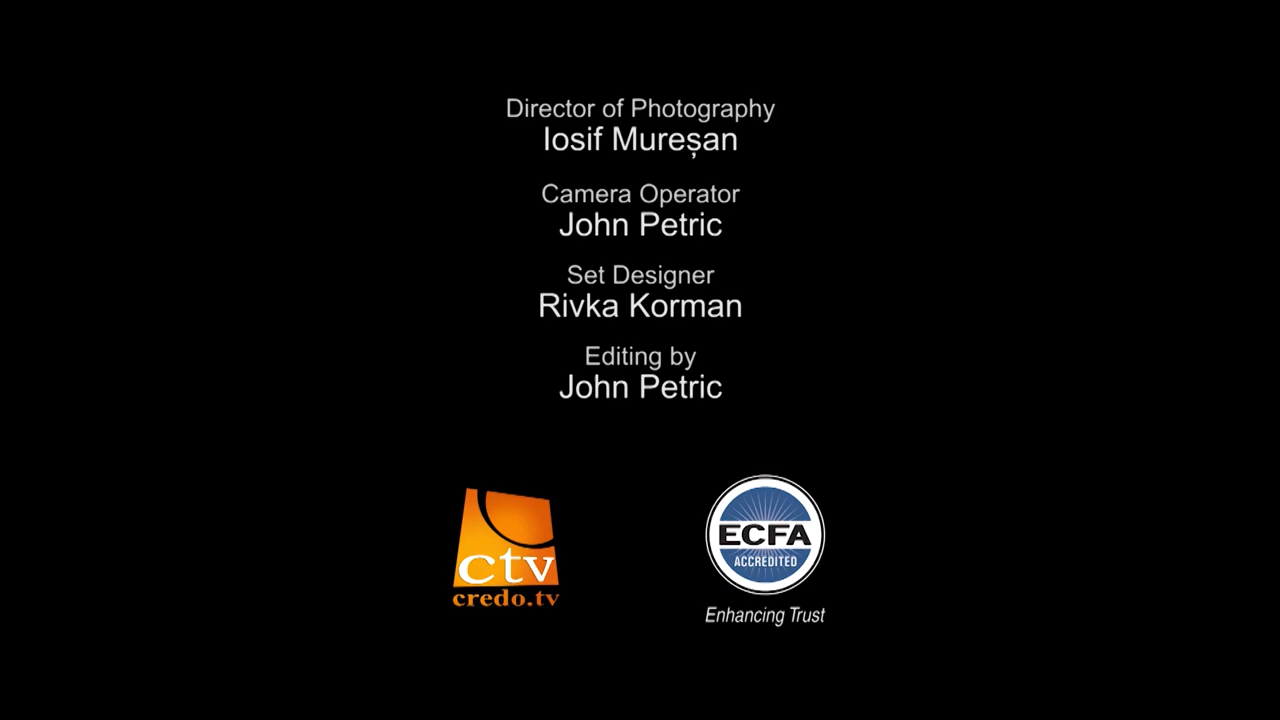 Director of Photography
Iosif Mureșan
Camera Operator
John Petric
Set Designer
Rivka Korman
Editing by
John Petric
ctv
credo.tv
ECFA
ACCREDITED
Enhancing Trust